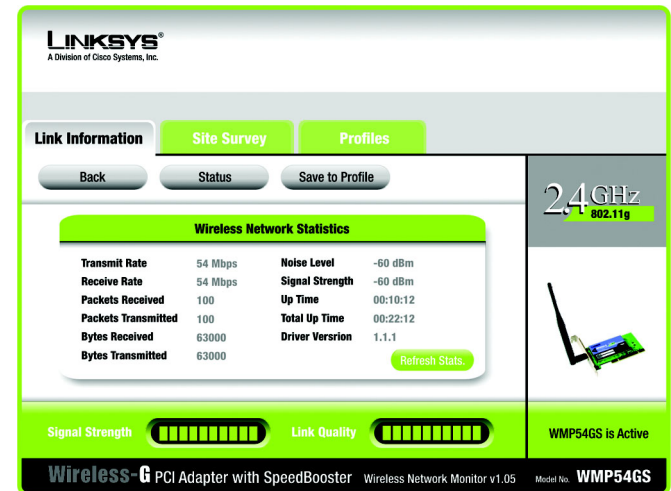 LINKSYS®
A Division of Cisco Systems, Inc.
Link Information
Site Survey
Profiles
Back
Status
Save to Profile
2.4GHz
802.11g
Wireless Network Statistics
Transmit Rate 54 Mbps Noise Level -60 dBm
Receive Rate 54 Mbps Signal Strength -60 dBm
Packets Received 100 Up Time 00:10:12
Packets Transmitted 100 Total Up Time 00:22:12
Bytes Received 63000 Driver Versrion 1.1.1
Bytes Transmitted 63000 Refresh Stats.
Signal Strength Link Quality WMP54GS is Active
Wireless-G PCI Adapter with SpeedBooster Wireless Network Monitor v1.05 Model No. WMP54GS